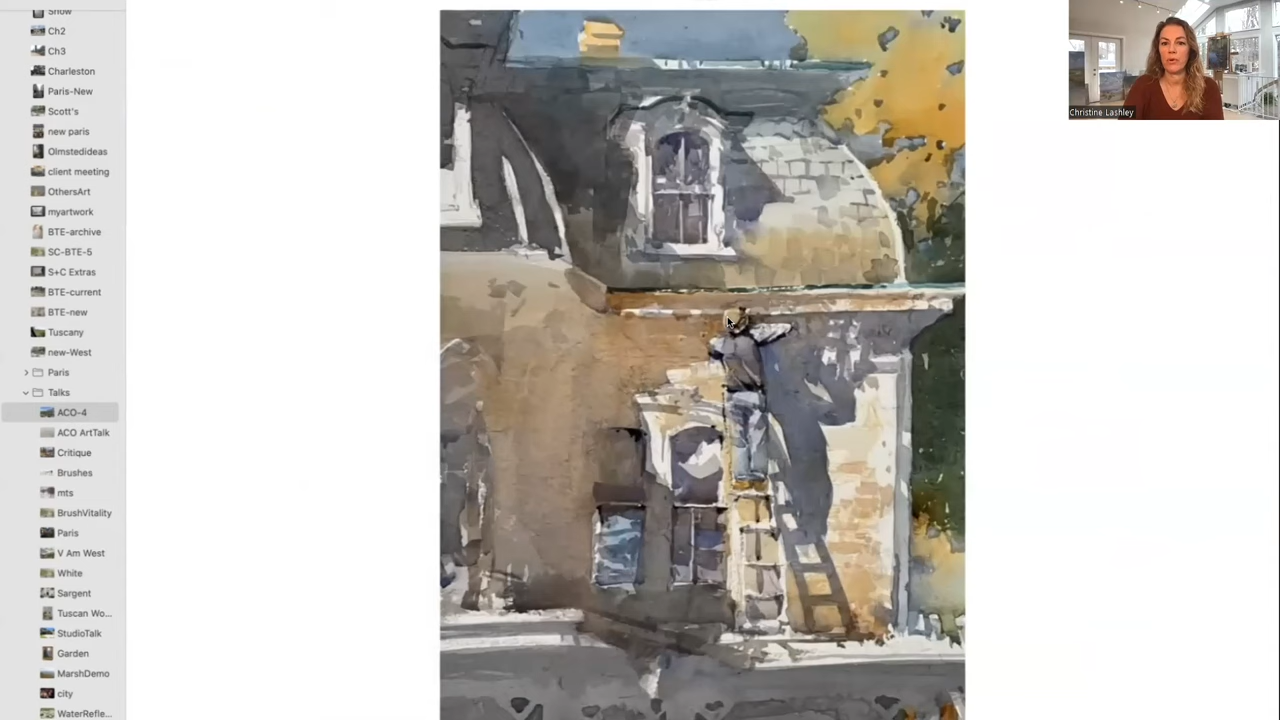 Show
Ch2
Ch3
Charleston
Paris-New
Scott's
new paris
Olmstedideas
client meeting
OthersArt
myartwork
BTE-archive
SC-BTE-5
S+C Extras
BTE-current
BTE-new
Tuscany
new-West
Paris
Talks
ACO-4
ACO ArtTalk
Critique
Brushes
mts
BrushVitality
Paris
V Am West
White
Sargent
Tuscan Wo...
StudioTalk
Garden
MarshDemo
city
WaterRefle...
Christine Lashley